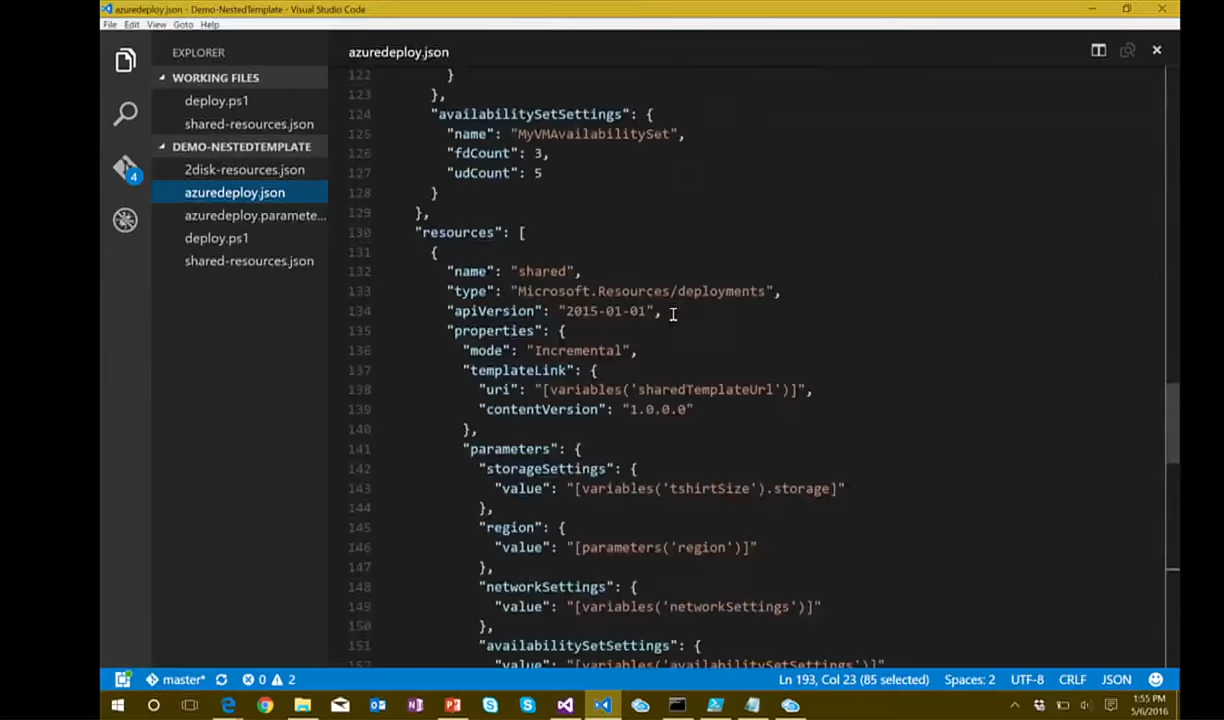 azuredeploy.json - Demo-NestedTemplate - Visual Studio Code
File Edit View Goto Help
EXPLORER
WORKING FILES
deploy.ps1
shared-resources.json
DEMO-NESTEDTEMPLATE
2disk-resources.json
azuredeploy.json
azuredeploy.paramete...
deploy.ps1
shared-resources.json
4
azuredeploy.json
122 }
123 },
124 "availabilitySetSettings": {
125 "name": "MyVMAvailabilitySet",
126 "fdCount": 3,
127 "udCount": 5
128 }
129 },
130 "resources": [
131 {
132 "name": "shared",
133 "type": "Microsoft.Resources/deployments",
134 "apiVersion": "2015-01-01",
135 "properties": {
136 "mode": "Incremental",
137 "templateLink": {
138 "uri": "[variables('sharedTemplateUrl')]",
139 "contentVersion": "1.0.0.0"
140 },
141 "parameters": {
142 "storageSettings": {
143 "value": "[variables('tshirtSize').storage]"
144 },
145 "region": {
146 "value": "[parameters('region')]"
147 },
148 "networkSettings": {
149 "value": "[variables('networkSettings')]"
150 },
151 "availabilitySetSettings": {
152 "value": "[variables('availabilitySetSettings')]"
master* 0 2 Ln 193, Col 23 (85 selected) Spaces: 2 UTF-8 CRLF JSON
1:55 PM
5/6/2016